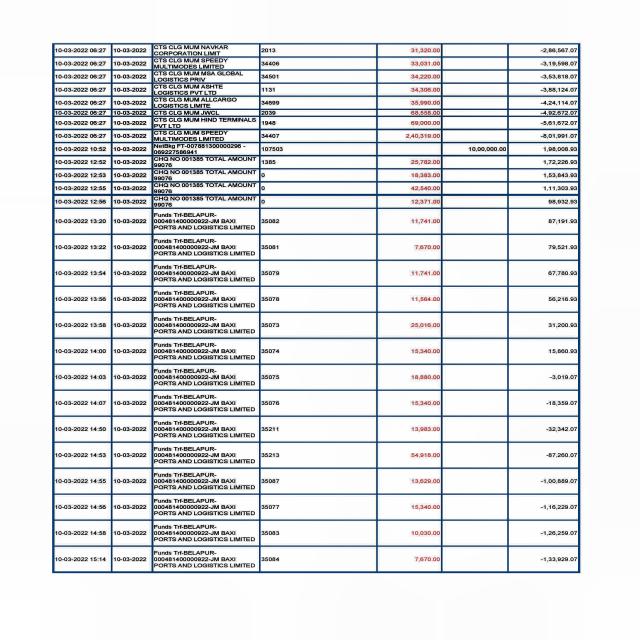 10-03-2022 06:27 10-03-2022 CTS CLG MUM NAVKAR
CORPORATION LIMIT 2013 31,320.00 -2,86,567.07
10-03-2022 06:27 10-03-2022 CTS CLG MUM SPEEDY
MULTIMODES LIMITED 34406 33,031.00 -3,19,598.07
10-03-2022 06:27 10-03-2022 CTS CLG MUM MSA GLOBAL
LOGISTICS PRIV 34501 34,220.00 -3,53,818.07
10-03-2022 06:27 10-03-2022 CTS CLG MUM ASHTE
LOGISTICS PVT LTD 1131 34,306.00 -3,88,124.07
10-03-2022 06:27 10-03-2022 CTS CLG MUM ALLCARGO
LOGISTICS LIMITE 34699 35,990.00 -4,24,114.07
10-03-2022 06:27 10-03-2022 CTS CLG MUM JWCL 2039 68,558.00 -4,92,672.07
10-03-2022 06:27 10-03-2022 CTS CLG MUM HIND TERMINALS
PVT LTD 1948 69,000.00 -5,61,672.07
10-03-2022 06:27 10-03-2022 CTS CLG MUM SPEEDY
MULTIMODES LIMITED 34407 2,40,319.00 -8,01,991.07
10-03-2022 10:52 10-03-2022 NetBkg FT-007881300000296 -
069227586941 107503 10,00,000.00 1,98,008.93
10-03-2022 12:52 10-03-2022 CHQ NO 001385 TOTAL AMOUNT
99076 1385 25,782.00 1,72,226.93
10-03-2022 12:53 10-03-2022 CHQ NO 001385 TOTAL AMOUNT
99076 0 18,383.00 1,53,843.93
10-03-2022 12:55 10-03-2022 CHQ NO 001385 TOTAL AMOUNT
99076 0 42,540.00 1,11,303.93
10-03-2022 12:56 10-03-2022 CHQ NO 001385 TOTAL AMOUNT
99076 0 12,371.00 98,932.93
Funds Trf-BELAPUR-
10-03-2022 13:20 10-03-2022 000481400000922-JM BAXI 35082 11,741.00 87,191.93
PORTS AND LOGISTICS LIMITED
Funds Trf-BELAPUR-
10-03-2022 13:22 10-03-2022 000481400000922-JM BAXI 35081 7,670.00 79,521.93
PORTS AND LOGISTICS LIMITED
Funds Trf-BELAPUR-
10-03-2022 13:54 10-03-2022 000481400000922-JM BAXI 35079 11,741.00 67,780.93
PORTS AND LOGISTICS LIMITED
Funds Trf-BELAPUR-
10-03-2022 13:56 10-03-2022 000481400000922-JM BAXI 35078 11,564.00 56,216.93
PORTS AND LOGISTICS LIMITED
Funds Trf-BELAPUR-
10-03-2022 13:58 10-03-2022 000481400000922-JM BAXI 35073 25,016.00 31,200.93
PORTS AND LOGISTICS LIMITED
Funds Trf-BELAPUR-
10-03-2022 14:00 10-03-2022 000481400000922-JM BAXI 35074 15,340.00 15,860.93
PORTS AND LOGISTICS LIMITED
Funds Trf-BELAPUR-
10-03-2022 14:03 10-03-2022 000481400000922-JM BAXI 35075 18,880.00 -3,019.07
PORTS AND LOGISTICS LIMITED
Funds Trf-BELAPUR-
10-03-2022 14:07 10-03-2022 000481400000922-JM BAXI 35076 15,340.00 -18,359.07
PORTS AND LOGISTICS LIMITED
Funds Trf-BELAPUR-
10-03-2022 14:50 10-03-2022 000481400000922-JM BAXI 35211 13,983.00 -32,342.07
PORTS AND LOGISTICS LIMITED
Funds Trf-BELAPUR-
10-03-2022 14:53 10-03-2022 000481400000922-JM BAXI 35213 54,918.00 -87,260.07
PORTS AND LOGISTICS LIMITED
Funds Trf-BELAPUR-
10-03-2022 14:55 10-03-2022 000481400000922-JM BAXI 35087 13,629.00 -1,00,889.07
PORTS AND LOGISTICS LIMITED
Funds Trf-BELAPUR-
10-03-2022 14:56 10-03-2022 000481400000922-JM BAXI 35077 15,340.00 -1,16,229.07
PORTS AND LOGISTICS LIMITED
Funds Trf-BELAPUR-
10-03-2022 14:58 10-03-2022 000481400000922-JM BAXI 35083 10,030.00 -1,26,259.07
PORTS AND LOGISTICS LIMITED
Funds Trf-BELAPUR-
10-03-2022 15:14 10-03-2022 000481400000922-JM BAXI 35084 7,670.00 -1,33,929.07
PORTS AND LOGISTICS LIMITED